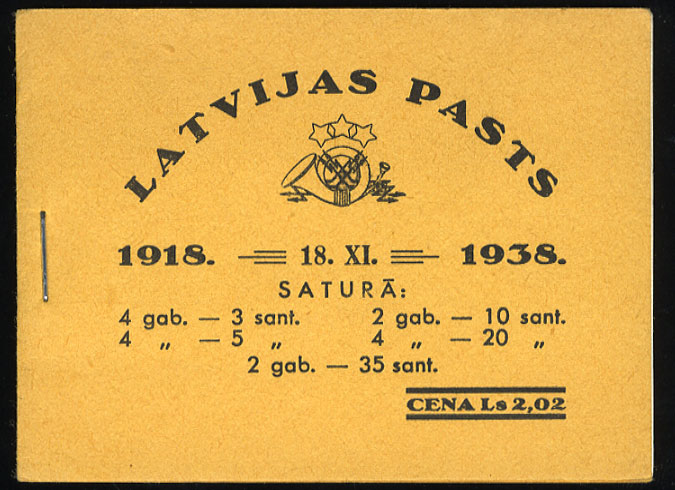 LATVIJAS PASTS
1918. 18. XI. 1938.
SATURĀ:
4 gab. — 3 sant. 2 gab. — 10 sant.
4 „ — 5 „ 4 „ — 20 „
2 gab. — 35 sant.
CENA Ls 2,02